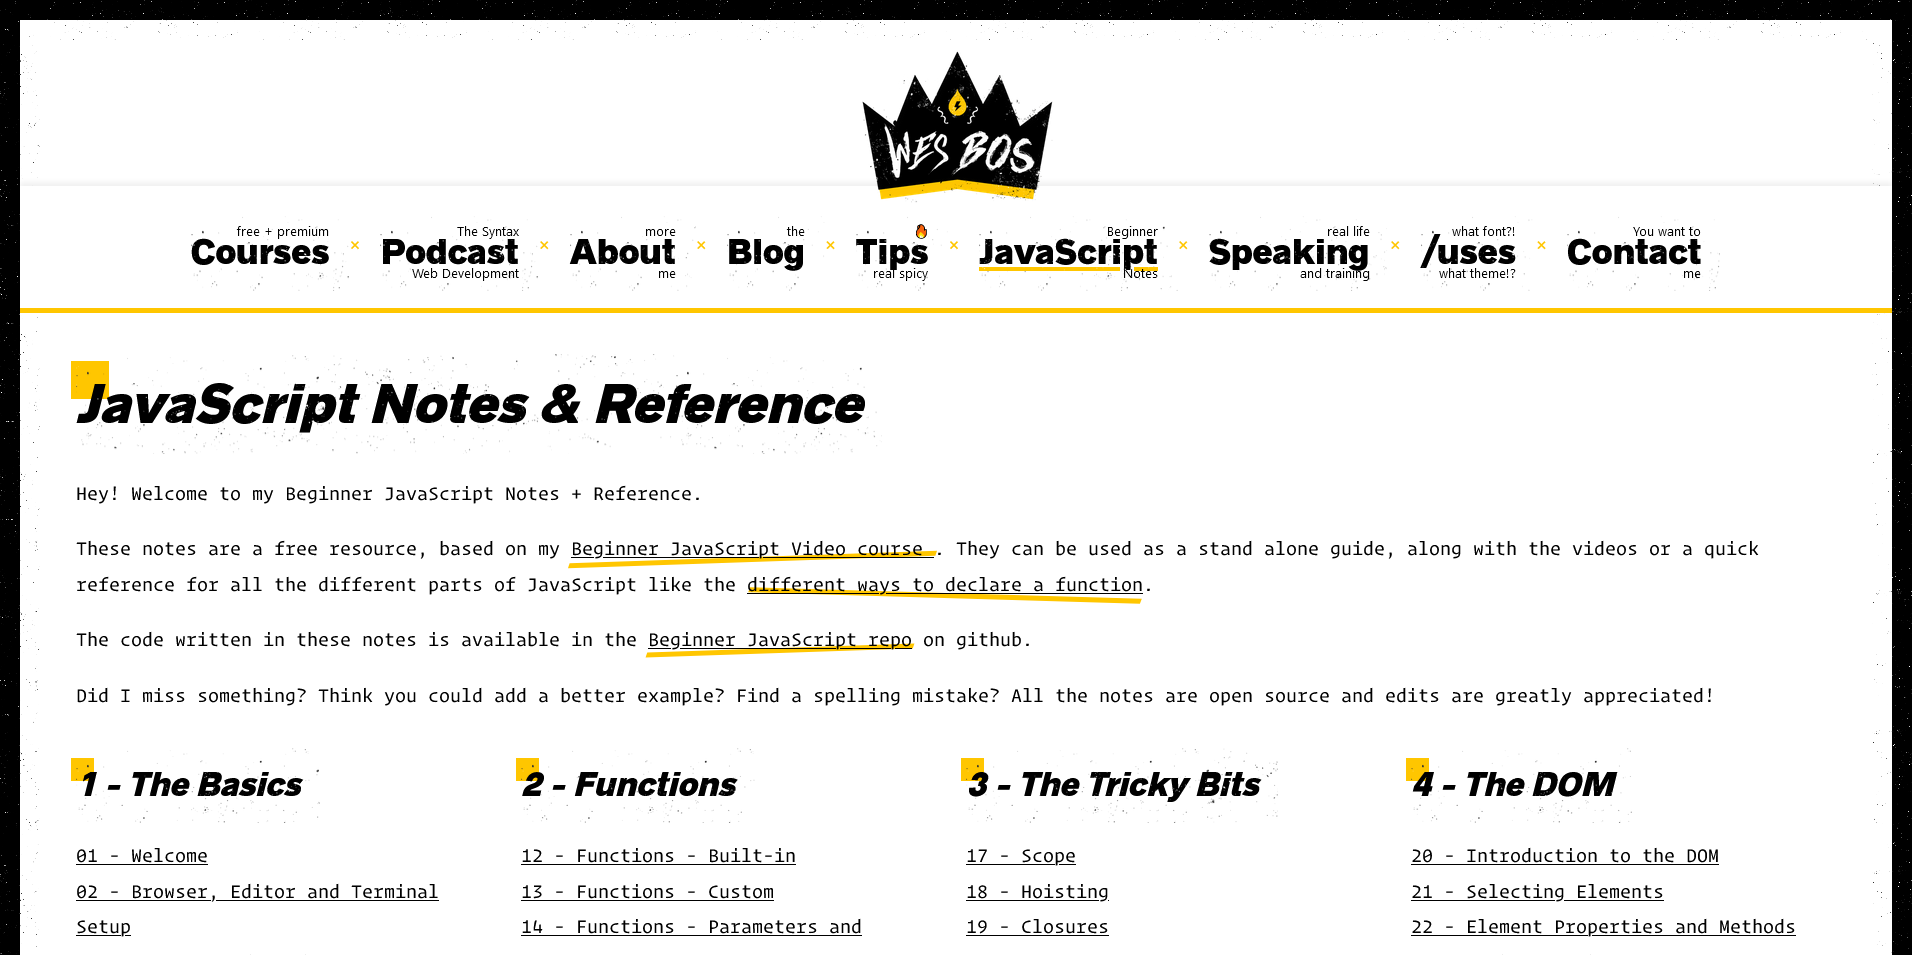 WES BOS
free + premium
Courses
×
The Syntax
Podcast
Web Development
×
more
About
me
×
the
Blog
×
Tips
real spicy
×
Beginner
JavaScript
Notes
×
real life
Speaking
and training
×
what font?!
/uses
what theme!?
×
You want to
Contact
me
JavaScript Notes & Reference
Hey! Welcome to my Beginner JavaScript Notes + Reference.
These notes are a free resource, based on my Beginner JavaScript Video course . They can be used as a stand alone guide, along with the videos or a quick
reference for all the different parts of JavaScript like the different ways to declare a function.
The code written in these notes is available in the Beginner JavaScript repo on github.
Did I miss something? Think you could add a better example? Find a spelling mistake? All the notes are open source and edits are greatly appreciated!
1 - The Basics
01 - Welcome
02 - Browser, Editor and Terminal
Setup
2 - Functions
12 - Functions - Built-in
13 - Functions - Custom
14 - Functions - Parameters and
3 - The Tricky Bits
17 - Scope
18 - Hoisting
19 - Closures
4 - The DOM
20 - Introduction to the DOM
21 - Selecting Elements
22 - Element Properties and Methods